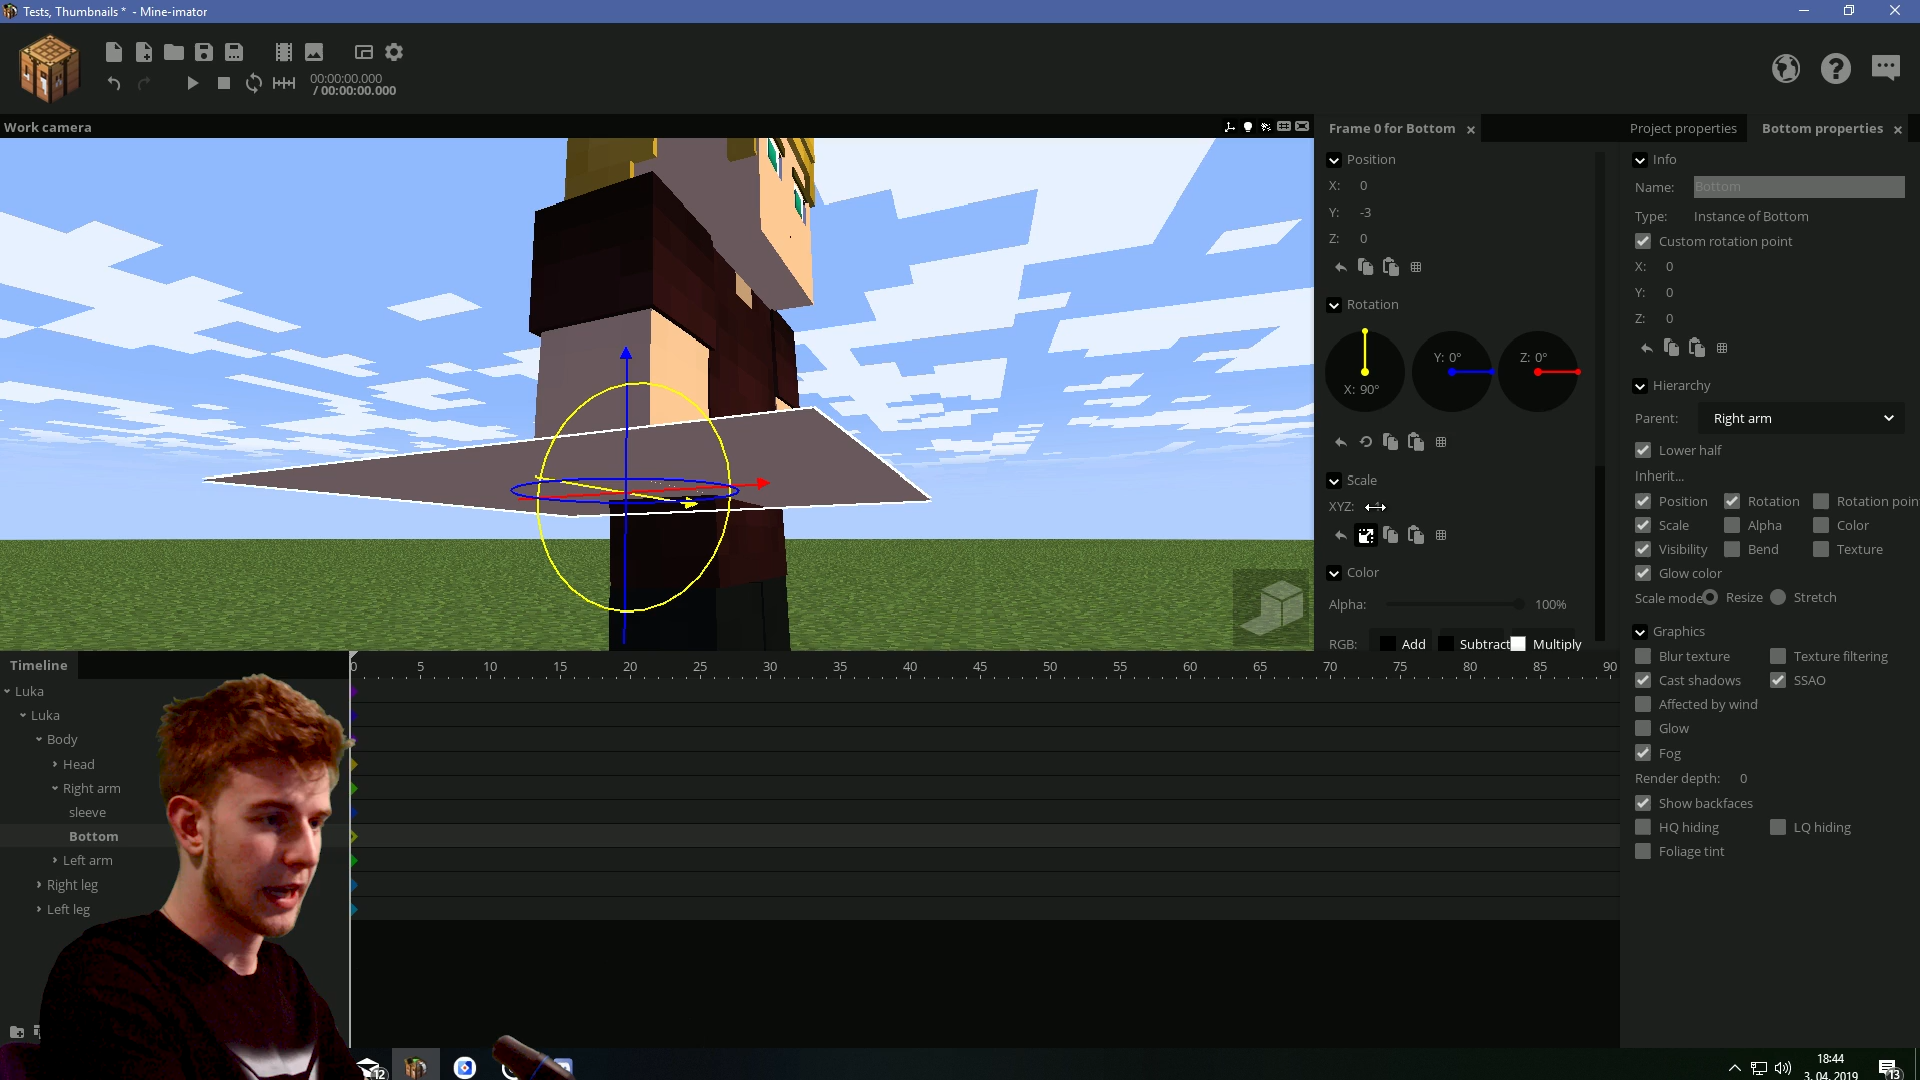 Tests, Thumbnails * - Mine-imator
00:00:00.000
/ 00:00:00.000
Work camera
Frame 0 for Bottom
Project properties
Bottom properties
Position
X: 0
Y: -3
Z: 0
Rotation
X: 90°
Y: 0°
Z: 0°
Scale
XYZ:
Color
Alpha: 100%
RGB: Add Subtract Multiply
Info
Name: Bottom
Type: Instance of Bottom
Custom rotation point
X: 0
Y: 0
Z: 0
Hierarchy
Parent: Right arm
Lower half
Inherit...
Position Rotation Rotation poin
Scale Alpha Color
Visibility Bend Texture
Glow color
Scale mode Resize Stretch
Graphics
Blur texture Texture filtering
Cast shadows SSAO
Affected by wind
Glow
Fog
Render depth: 0
Show backfaces
HQ hiding LQ hiding
Foliage tint
Timeline
0 5 10 15 20 25 30 35 40 45 50 55 60 65 70 75 80 85 90
Luka
Luka
Body
Head
Right arm
sleeve
Bottom
Left arm
Right leg
Left leg
12
18:44
3. 04. 2019
13